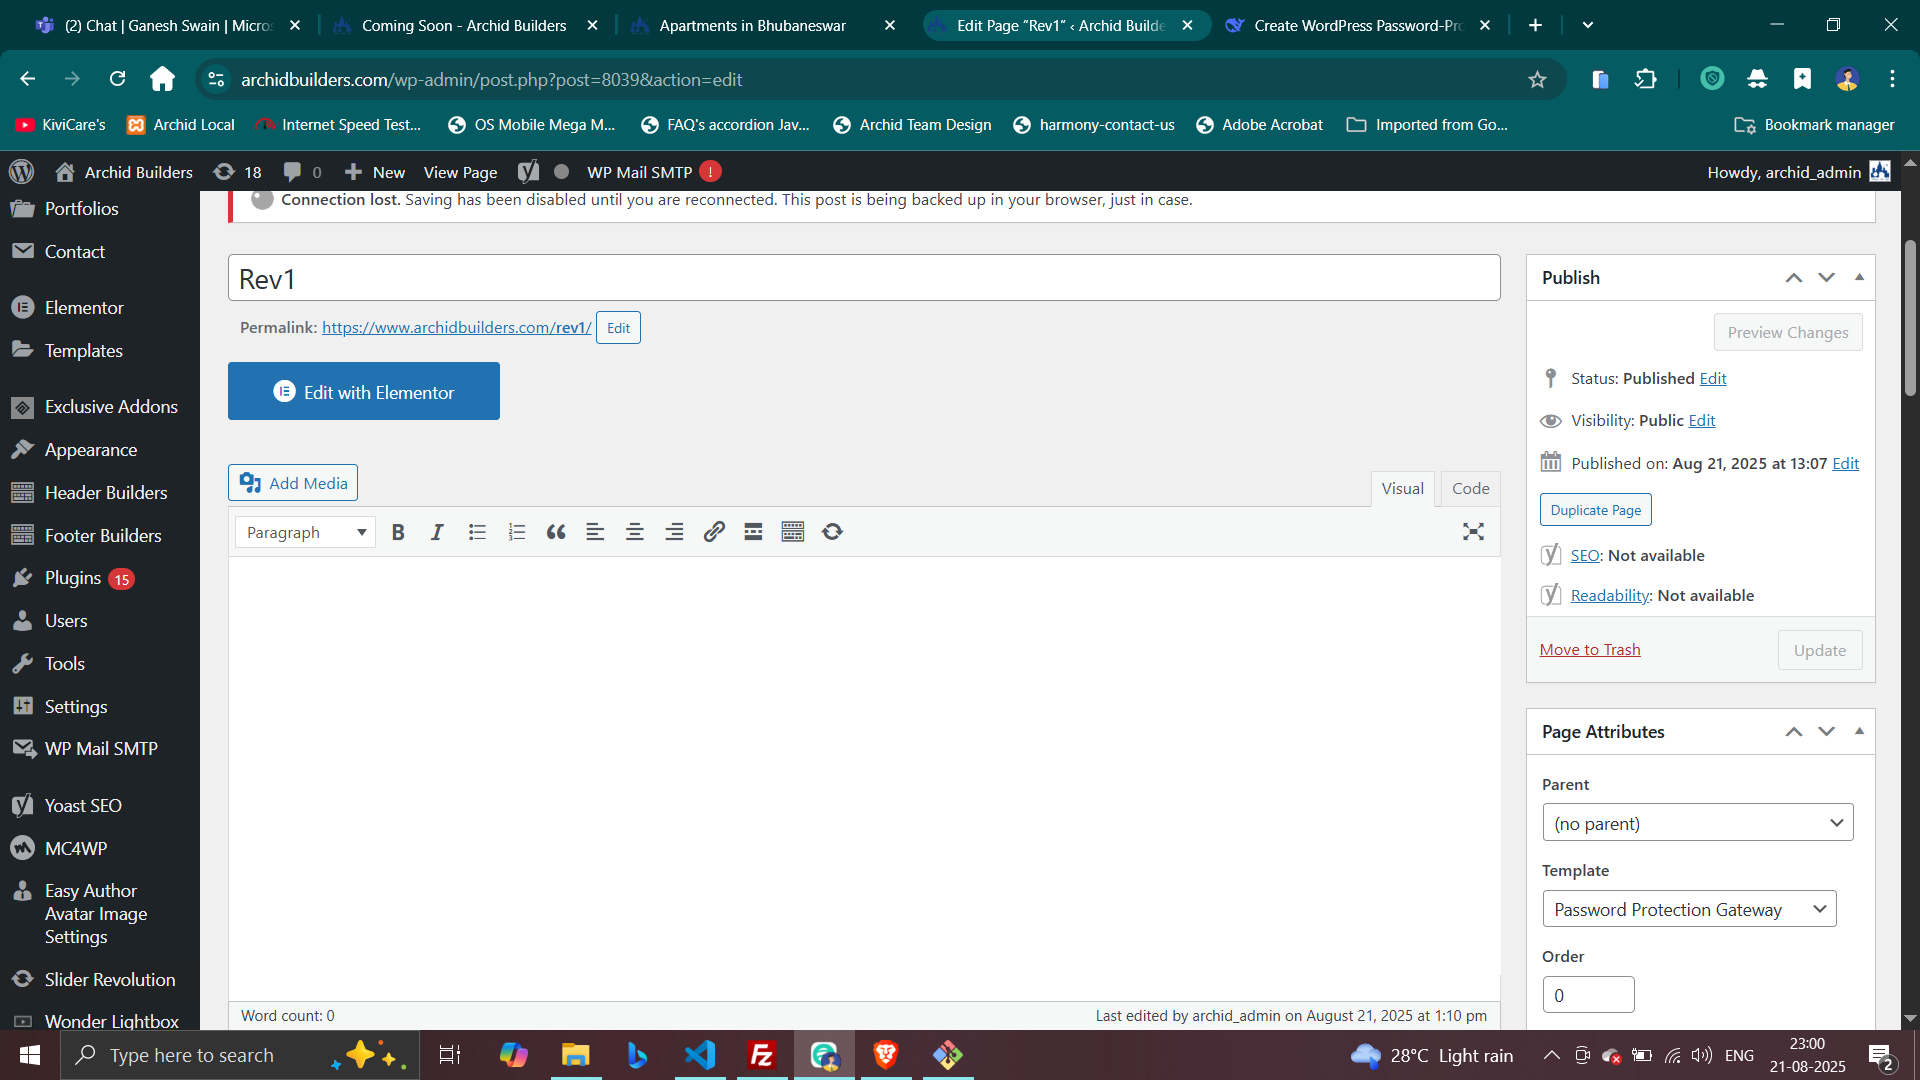 (2) Chat | Ganesh Swain | Micros
Coming Soon - Archid Builders
Apartments in Bhubaneswar
Edit Page “Rev1” ‹ Archid Builde
Create WordPress Password-Pro
archidbuilders.com/wp-admin/post.php?post=8039&action=edit
KiviCare's
Archid Local
Internet Speed Test...
OS Mobile Mega M...
FAQ's accordion Jav...
Archid Team Design
harmony-contact-us
Adobe Acrobat
Imported from Go...
Bookmark manager
Archid Builders
18
0
New
View Page
WP Mail SMTP !
Howdy, archid_admin
Portfolios
Contact
Elementor
Templates
Exclusive Addons
Appearance
Header Builders
Footer Builders
Plugins 15
Users
Tools
Settings
WP Mail SMTP
Yoast SEO
MC4WP
Easy Author
Avatar Image
Settings
Slider Revolution
Wonder Lightbox
Connection lost. Saving has been disabled until you are reconnected. This post is being backed up in your browser, just in case.
Rev1
Permalink: https://www.archidbuilders.com/rev1/ Edit
Edit with Elementor
Add Media
Visual
Code
Paragraph
Word count: 0
Last edited by archid_admin on August 21, 2025 at 1:10 pm
Publish
Preview Changes
Status: Published Edit
Visibility: Public Edit
Published on: Aug 21, 2025 at 13:07 Edit
Duplicate Page
SEO: Not available
Readability: Not available
Move to Trash
Update
Page Attributes
Parent
(no parent)
Template
Password Protection Gateway
Order
0
Type here to search
28°C Light rain
ENG
23:00
21-08-2025
2